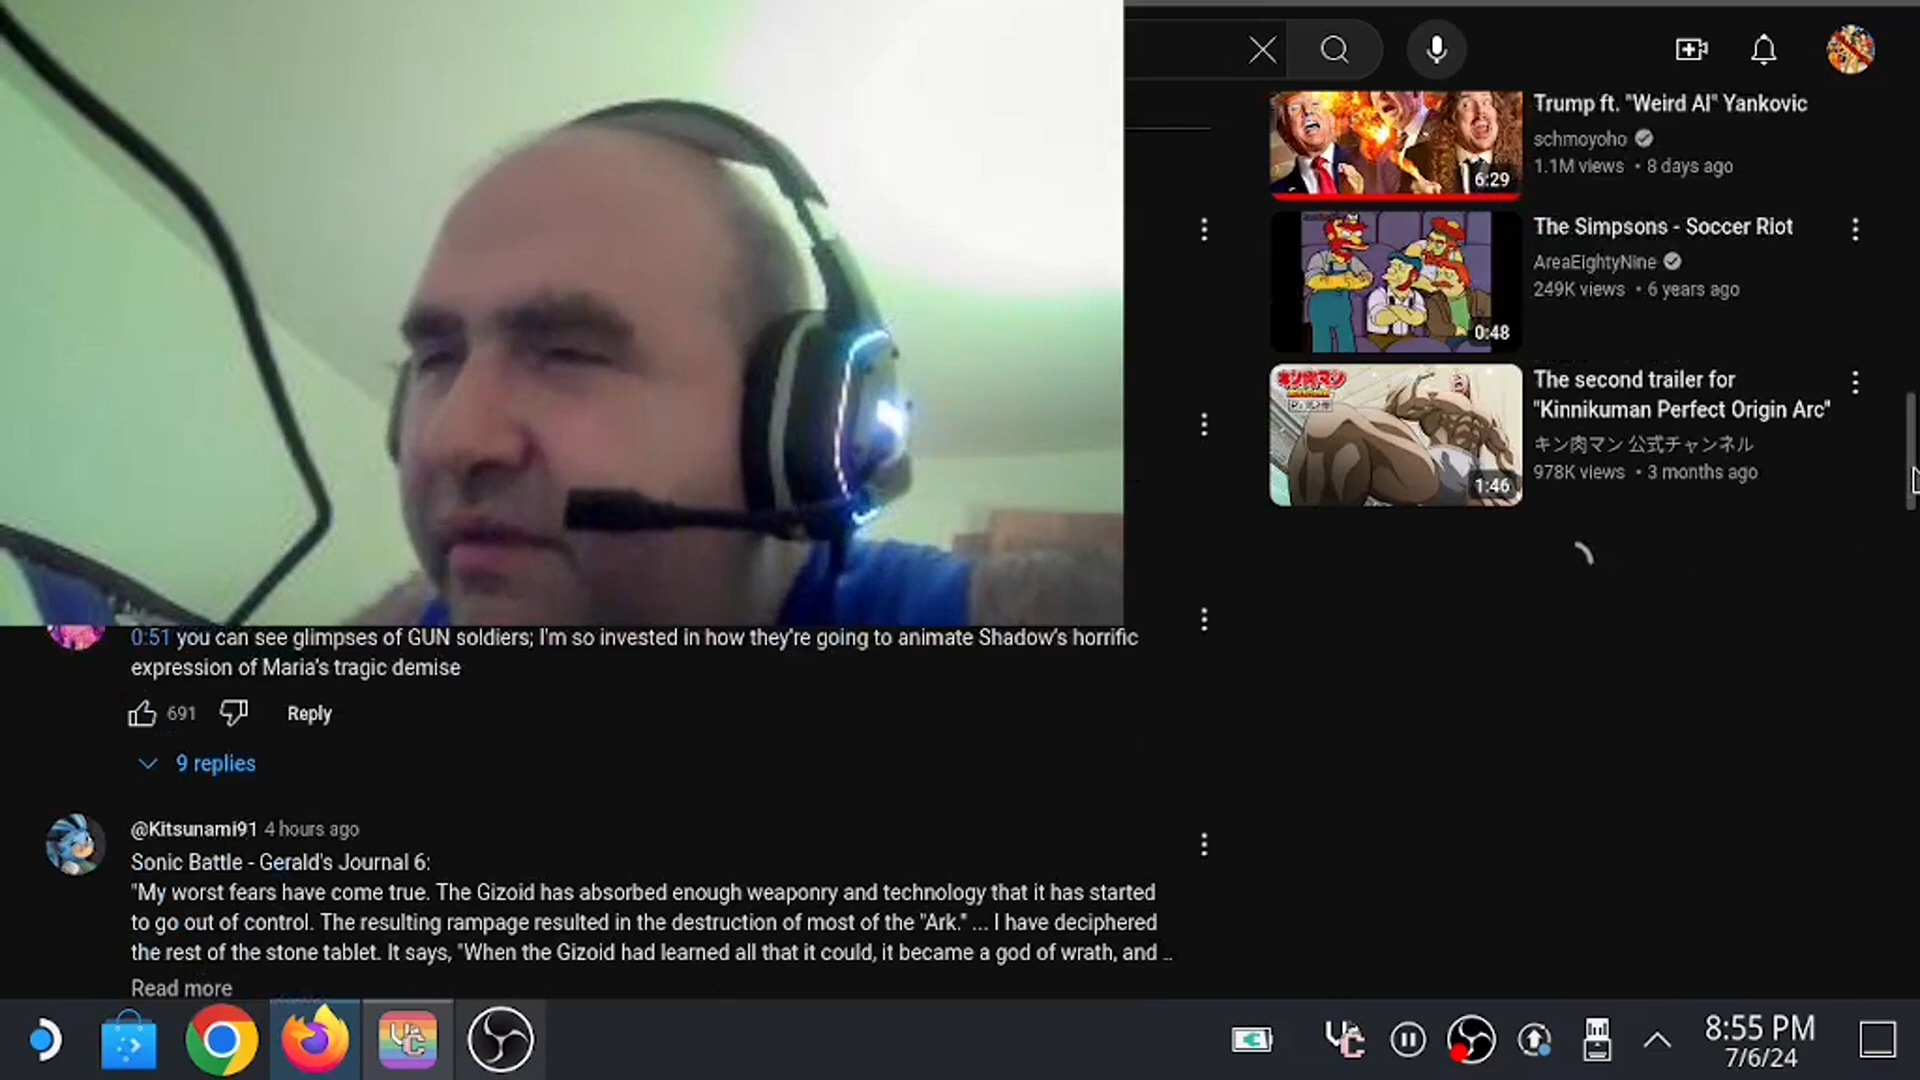 Trump ft. "Weird Al" Yankovic
schmoyoho
1.1M views • 8 days ago
6:29
The Simpsons - Soccer Riot
AreaEightyNine
249K views • 6 years ago
0:48
The second trailer for
"Kinnikuman Perfect Origin Arc"
キン肉マン 公式チャンネル
978K views • 3 months ago
キン肉マン
1:46
0:51 you can see glimpses of GUN soldiers; I'm so invested in how they're going to animate Shadow's horrific
expression of Maria's tragic demise
691
Reply
9 replies
@Kitsunami91 4 hours ago
Sonic Battle - Gerald's Journal 6:
"My worst fears have come true. The Gizoid has absorbed enough weaponry and technology that it has started
to go out of control. The resulting rampage resulted in the destruction of most of the "Ark." ... I have deciphered
the rest of the stone tablet. It says, "When the Gizoid had learned all that it could, it became a god of wrath, and ...
Read more
8:55 PM
7/6/24